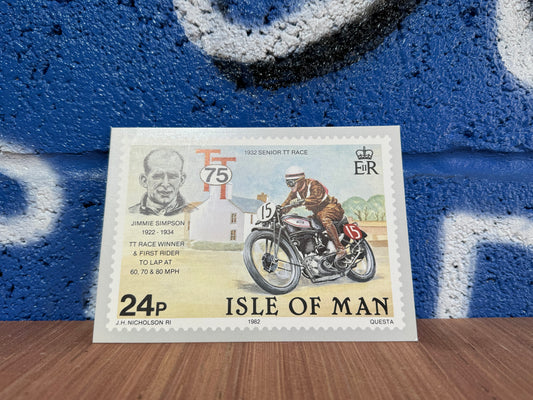 TT
75
1932 SENIOR TT RACE
EIIR
JIMMIE SIMPSON
1922 - 1934
TT RACE WINNER
& FIRST RIDER
TO LAP AT
60, 70 & 80 MPH
15
15
24P
ISLE OF MAN
J.H. NICHOLSON RI
1982
QUESTA